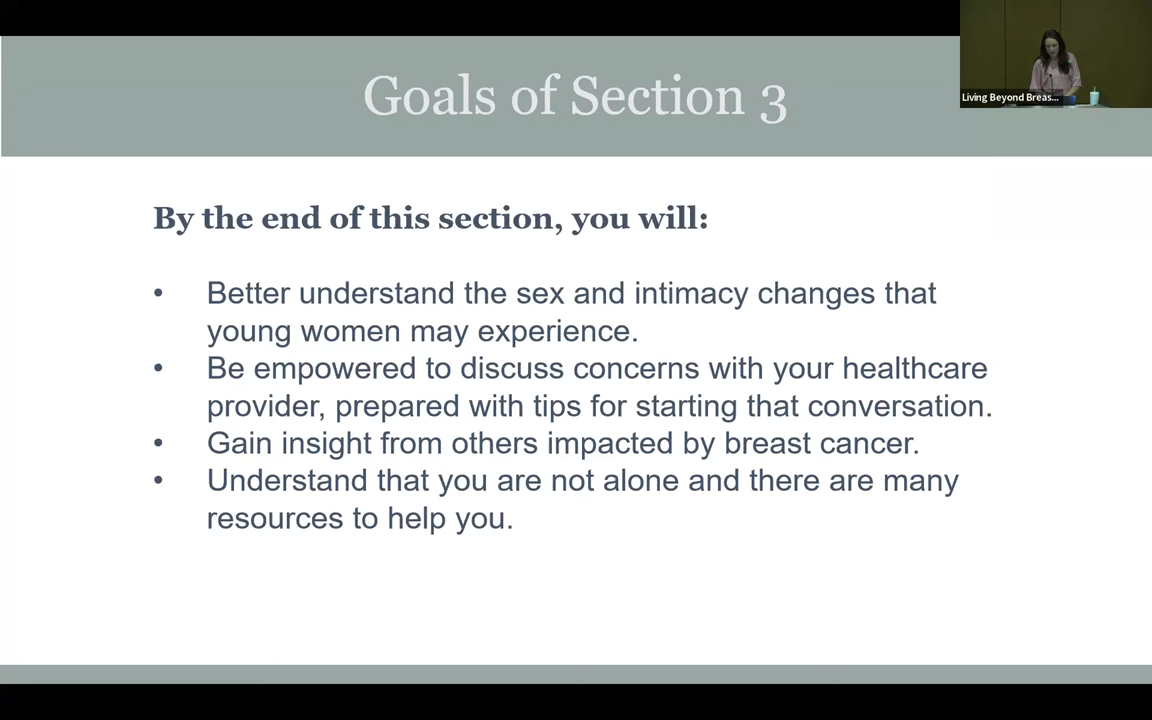 Goals of Section 3
Living Beyond Breas...
By the end of this section, you will:
• Better understand the sex and intimacy changes that
young women may experience.
• Be empowered to discuss concerns with your healthcare
provider, prepared with tips for starting that conversation.
• Gain insight from others impacted by breast cancer.
• Understand that you are not alone and there are many
resources to help you.